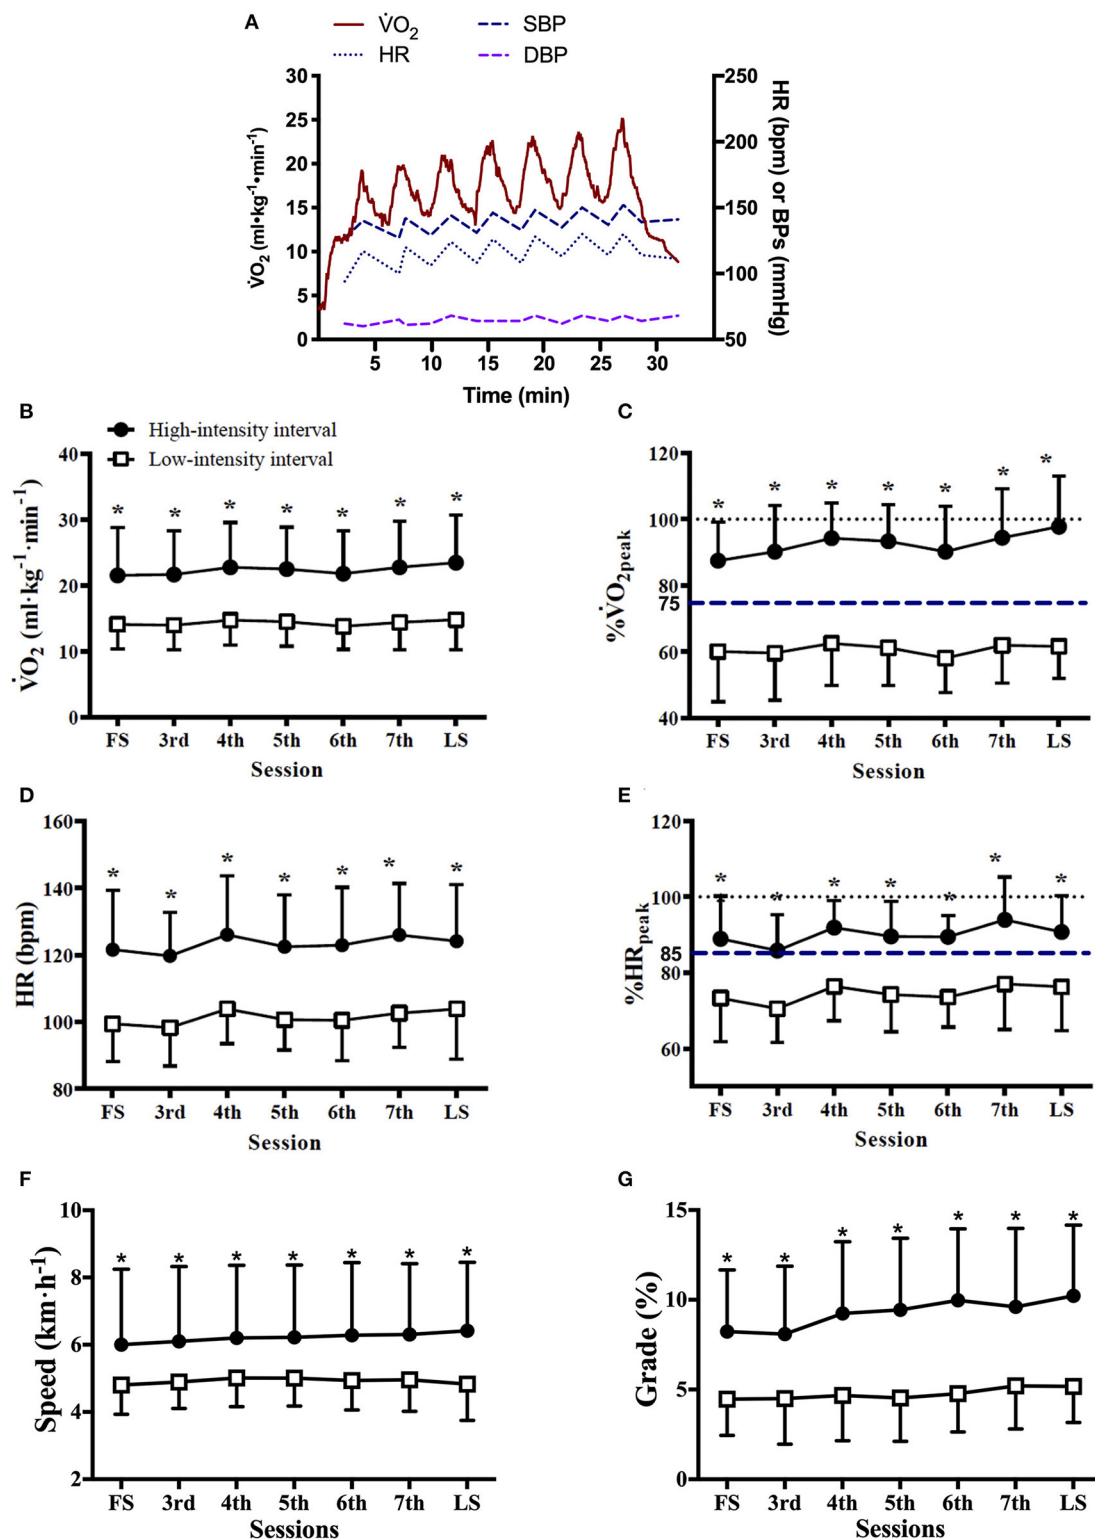 A
V̇O2
SBP
HR
DBP
30
25
20
15
10
5
0
V̇O2 (ml•kg-1•min-1)
250
200
150
100
50
HR (bpm) or BPs (mmHg)
5 10 15 20 25 30
Time (min)
B
High-intensity interval
Low-intensity interval
40
30
20
10
0
V̇O2 (ml·kg-1·min-1)
* * * * * * *
FS 3rd 4th 5th 6th 7th LS
Session
C
120
100
80
75
60
40
%V̇O2peak
* * * * * * *
FS 3rd 4th 5th 6th 7th LS
Session
D
160
140
120
100
80
HR (bpm)
* * * * * * *
FS 3rd 4th 5th 6th 7th LS
Session
E
120
100
85
80
60
%HRpeak
* * * * * * *
FS 3rd 4th 5th 6th 7th LS
Session
F
10
8
6
4
2
Speed (km·h-1)
* * * * * * *
FS 3rd 4th 5th 6th 7th LS
Sessions
G
15
10
5
0
Grade (%)
* * * * * * *
FS 3rd 4th 5th 6th 7th LS
Sessions